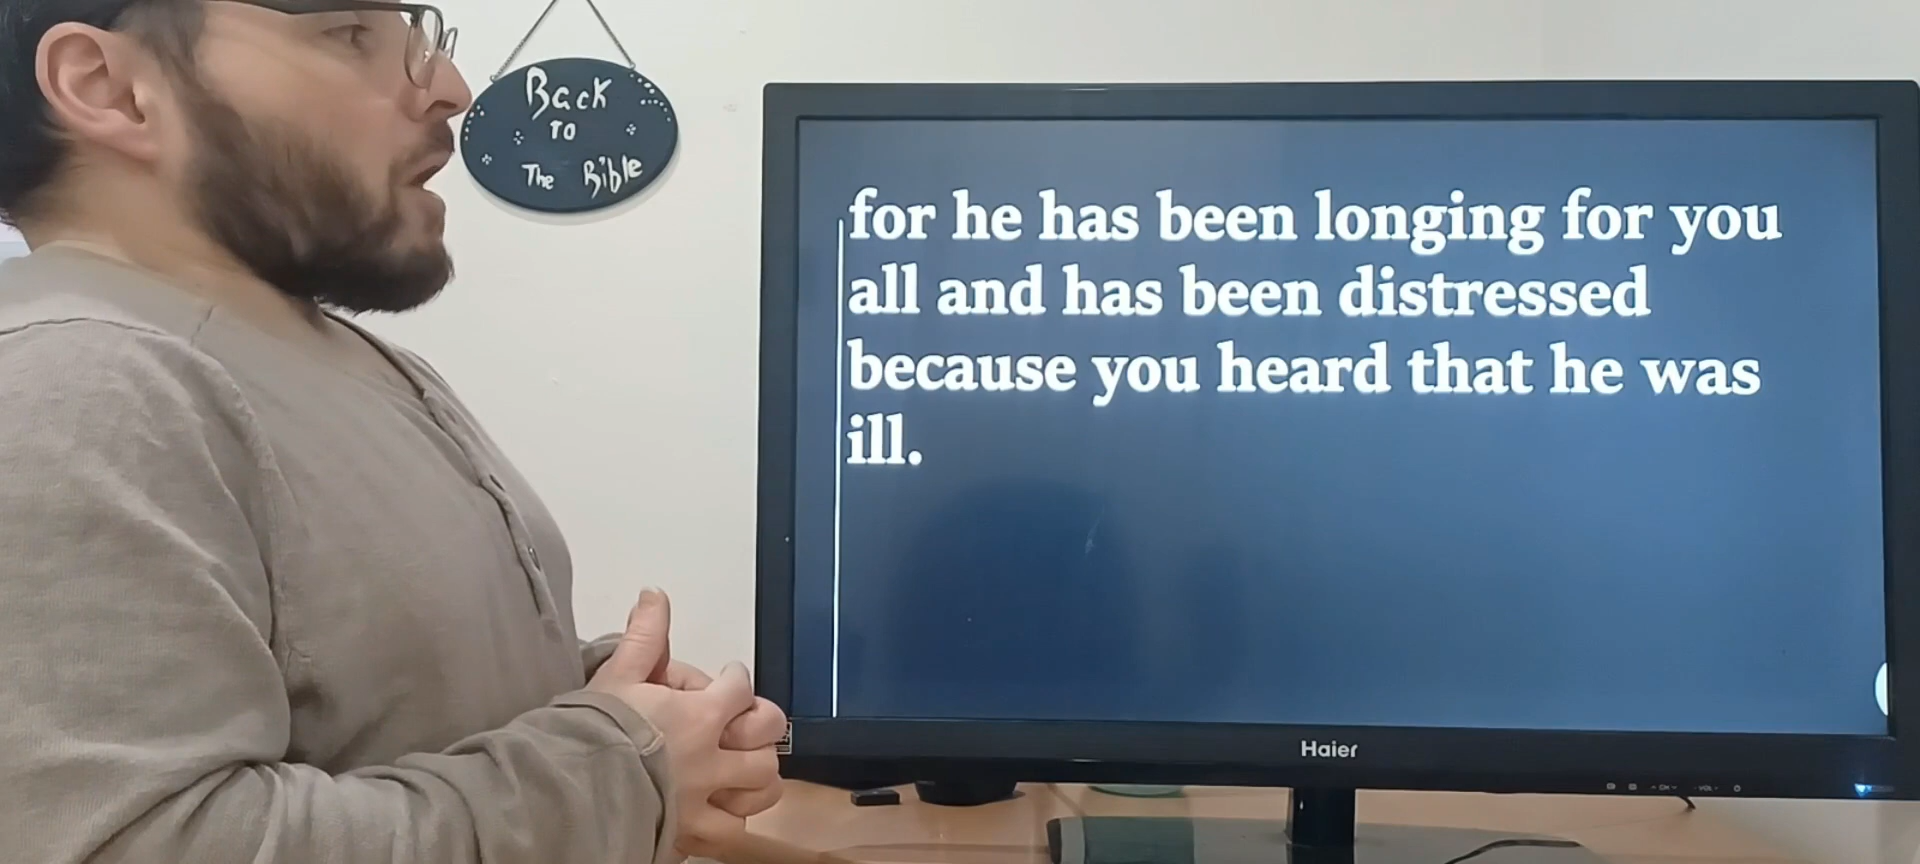 Back
TO
The Bible
for he has been longing for you
all and has been distressed
because you heard that he was
ill.
Haier